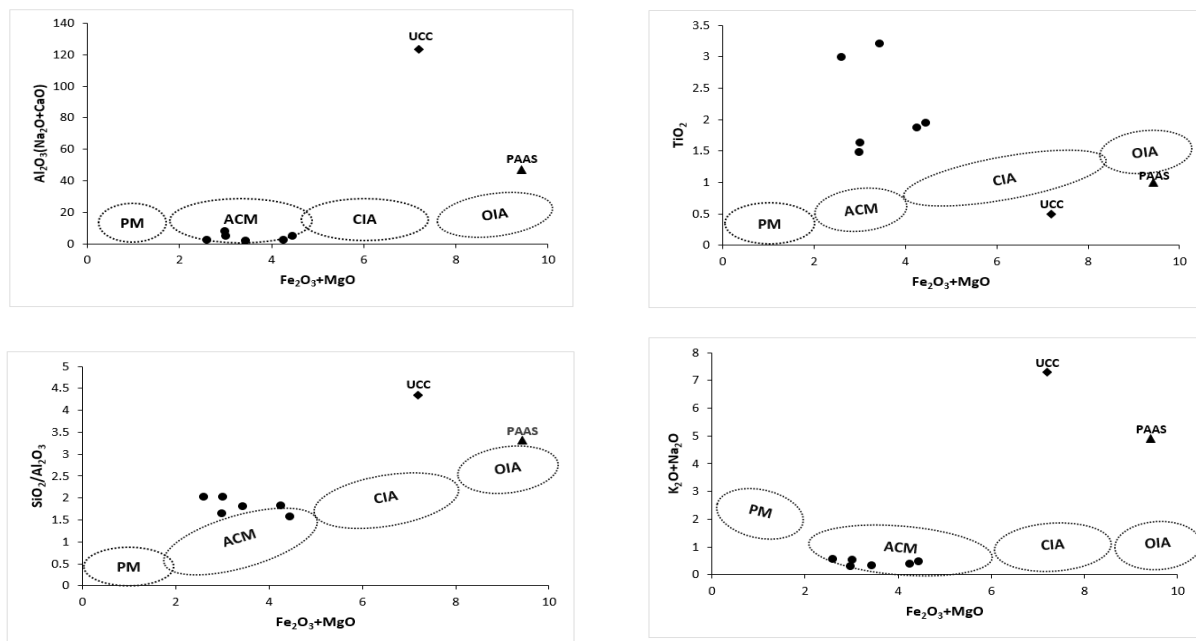 140
120
100
80
60
40
20
0
Al₂O₃(Na₂O+CaO)
UCC
PAAS
PM
ACM
CIA
OIA
0 2 4 6 8 10
Fe₂O₃+MgO
3.5
3
2.5
2
1.5
1
0.5
0
TiO₂
OIA
CIA
PAAS
ACM
UCC
PM
0 2 4 6 8 10
Fe₂O₃+MgO
5
4.5
4
3.5
3
2.5
2
1.5
1
0.5
0
SiO₂/Al₂O₃
UCC
PAAS
OIA
CIA
ACM
PM
0 2 4 6 8 10
Fe₂O₃+MgO
8
7
6
5
4
3
2
1
0
K₂O+Na₂O
UCC
PAAS
PM
ACM
CIA
OIA
0 2 4 6 8 10
Fe₂O₃+MgO